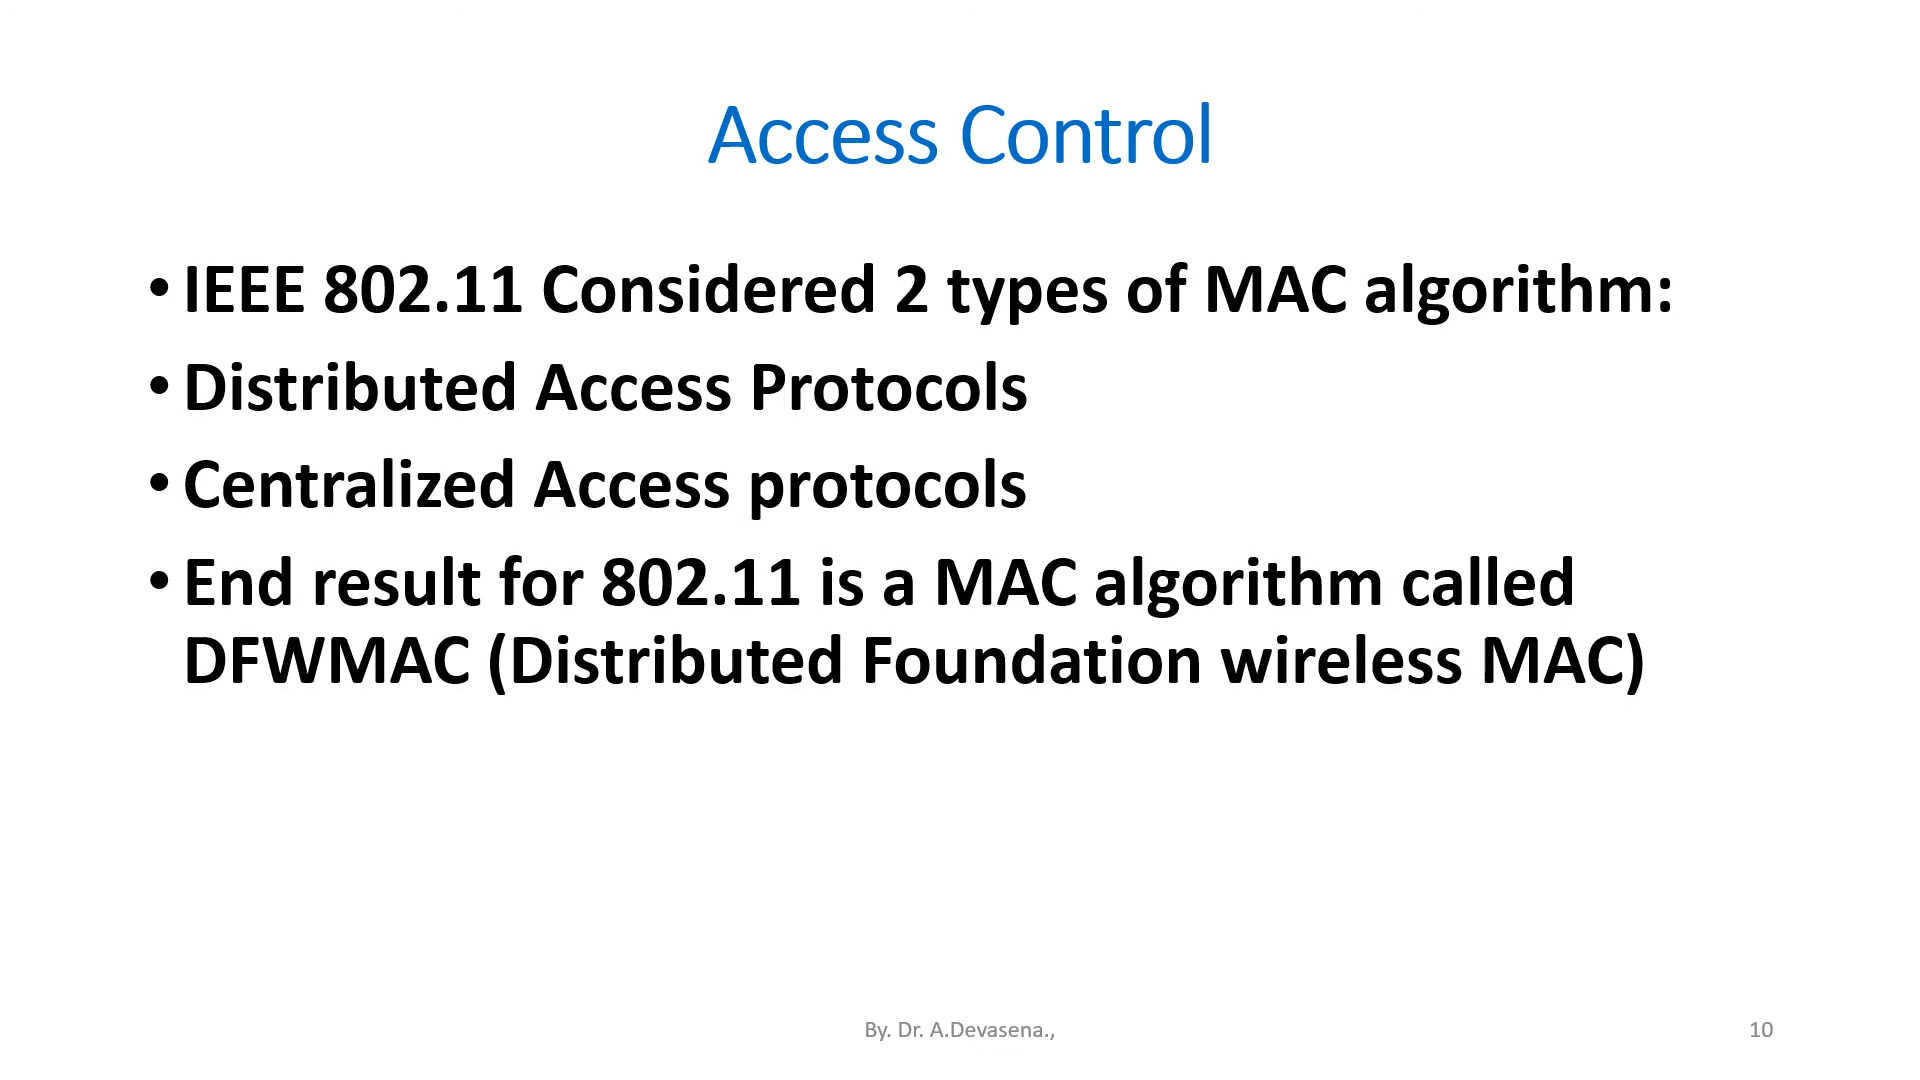 Access Control
• IEEE 802.11 Considered 2 types of MAC algorithm:
• Distributed Access Protocols
• Centralized Access protocols
• End result for 802.11 is a MAC algorithm called
DFWMAC (Distributed Foundation wireless MAC)
By. Dr. A.Devasena.,
10